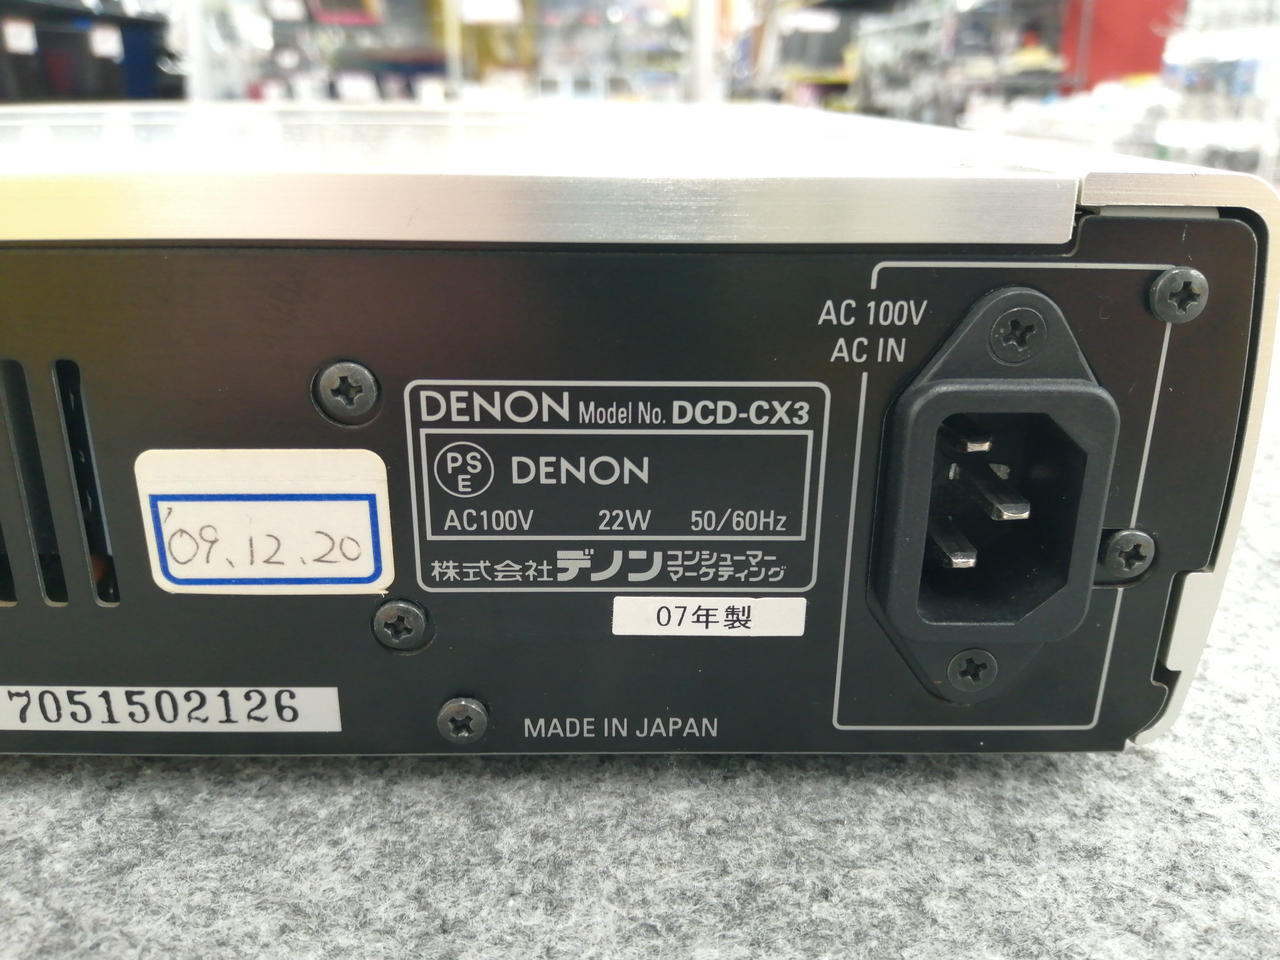 AC 100V
AC IN
DENON Model No. DCD-CX3
PSE DENON
AC100V 22W 50/60Hz
株式会社デノン コンシューマー
マーケティング
'09.12.20
07年製
7051502126
MADE IN JAPAN